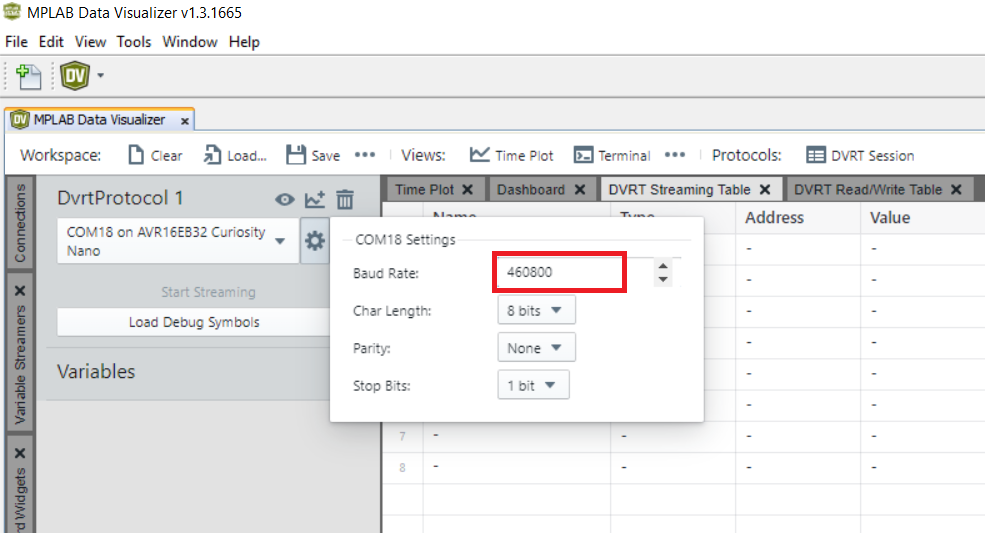 MPLAB Data Visualizer v1.3.1665
File Edit View Tools Window Help
DV
DV MPLAB Data Visualizer x
Workspace: Clear Load... Save ••• Views: Time Plot Terminal ••• Protocols: DVRT Session
Connections
Variable Streamers
rd Widgets
DvrtProtocol 1
COM18 on AVR16EB32 Curiosity
Nano
Start Streaming
Load Debug Symbols
Variables
Time Plot Dashboard DVRT Streaming Table DVRT Read/Write Table
Name Type Address Value
- -
- -
- -
- -
- -
- -
7 - - - -
8 - - - -
COM18 Settings
Baud Rate: 460800
Char Length: 8 bits
Parity: None
Stop Bits: 1 bit